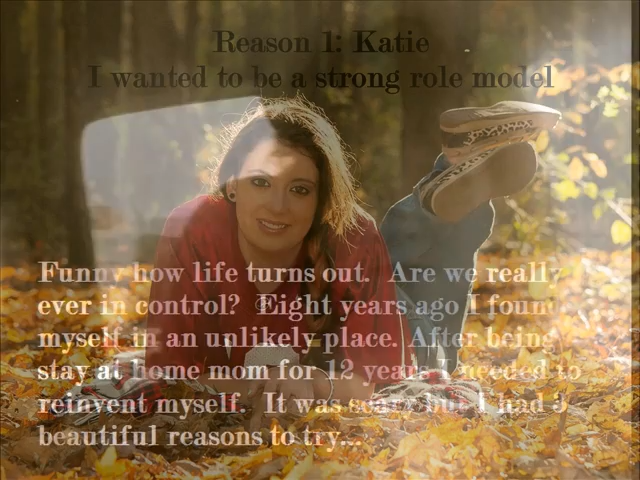 Reason 1: Katie
I wanted to be a strong role model
Funny how life turns out. Are we really
ever in control? Eight years ago I found
myself in an unlikely place. After being
stay at home mom for 12 years I needed to
reinvent myself. It was scary but I had 3
beautiful reasons to try...